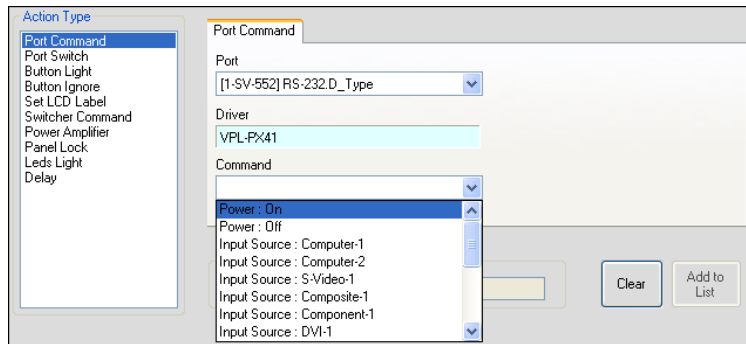 Action Type
Port Command
Port Switch
Button Light
Button Ignore
Set LCD Label
Switcher Command
Power Amplifier
Panel Lock
Leds Light
Delay
Port Command
Port
[1-SV-552] RS-232.D_Type
Driver
VPL-PX41
Command
Power : On
Power : Off
Input Source : Computer-1
Input Source : Computer-2
Input Source : S-Video-1
Input Source : Composite-1
Input Source : Component-1
Input Source : DVI-1
Clear
Add to
List